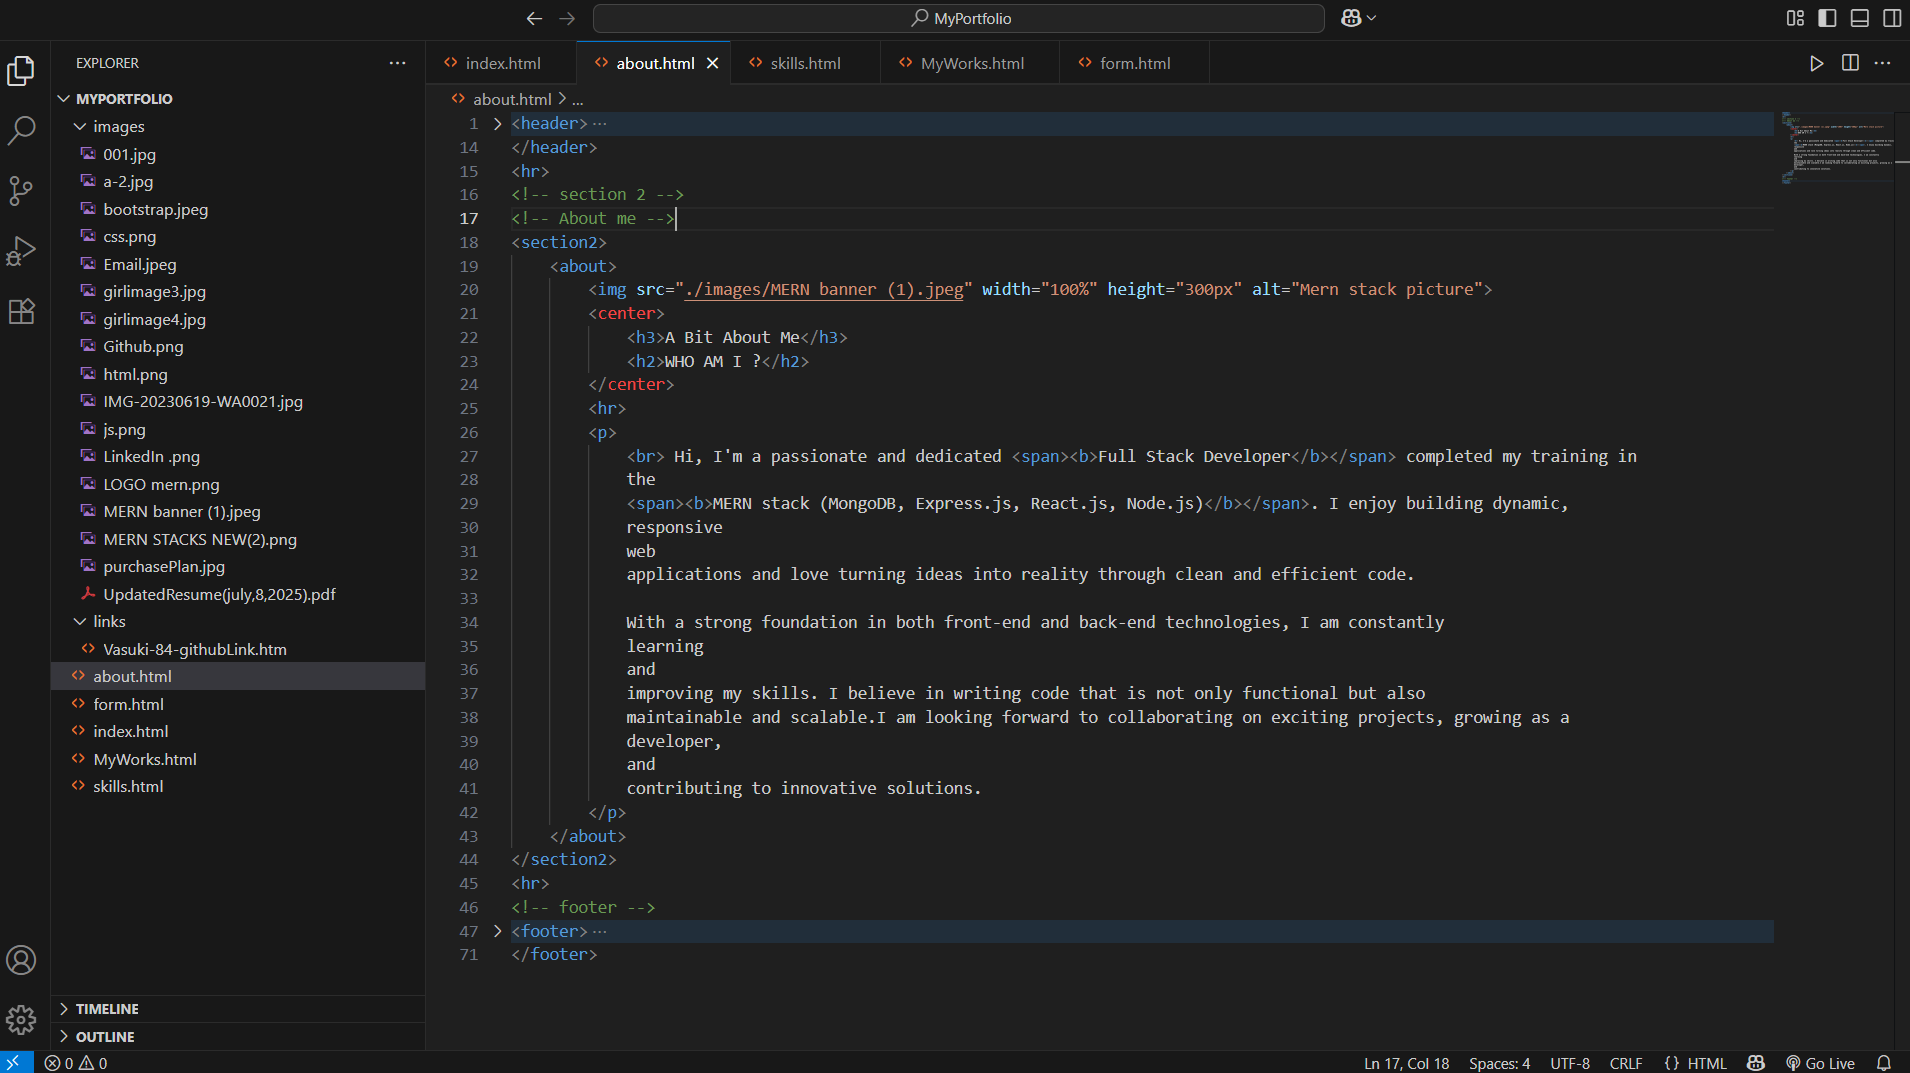 MyPortfolio
EXPLORER
MYPORTFOLIO
images
001.jpg
a-2.jpg
bootstrap.jpeg
css.png
Email.jpeg
girlimage3.jpg
girlimage4.jpg
Github.png
html.png
IMG-20230619-WA0021.jpg
js.png
LinkedIn .png
LOGO mern.png
MERN banner (1).jpeg
MERN STACKS NEW(2).png
purchasePlan.jpg
UpdatedResume(july,8,2025).pdf
links
Vasuki-84-githubLink.htm
about.html
form.html
index.html
MyWorks.html
skills.html
TIMELINE
OUTLINE
index.html about.html skills.html MyWorks.html form.html
about.html > ...
1 <header> ···
14 </header>
15 <hr>
16 <!-- section 2 -->
17 <!-- About me -->
18 <section2>
19 <about>
20 <img src="./images/MERN banner (1).jpeg" width="100%" height="300px" alt="Mern stack picture">
21 <center>
22 <h3>A Bit About Me</h3>
23 <h2>WHO AM I ?</h2>
24 </center>
25 <hr>
26 <p>
27 <br> Hi, I'm a passionate and dedicated <span><b>Full Stack Developer</b></span> completed my training in
28 the
29 <span><b>MERN stack (MongoDB, Express.js, React.js, Node.js)</b></span>. I enjoy building dynamic,
30 responsive
31 web
32 applications and love turning ideas into reality through clean and efficient code.
33
34 With a strong foundation in both front-end and back-end technologies, I am constantly
35 learning
36 and
37 improving my skills. I believe in writing code that is not only functional but also
38 maintainable and scalable.I am looking forward to collaborating on exciting projects, growing as a
39 developer,
40 and
41 contributing to innovative solutions.
42 </p>
43 </about>
44 </section2>
45 <hr>
46 <!-- footer -->
47 <footer> ···
71 </footer>
0 0 Ln 17, Col 18 Spaces: 4 UTF-8 CRLF {} HTML Go Live